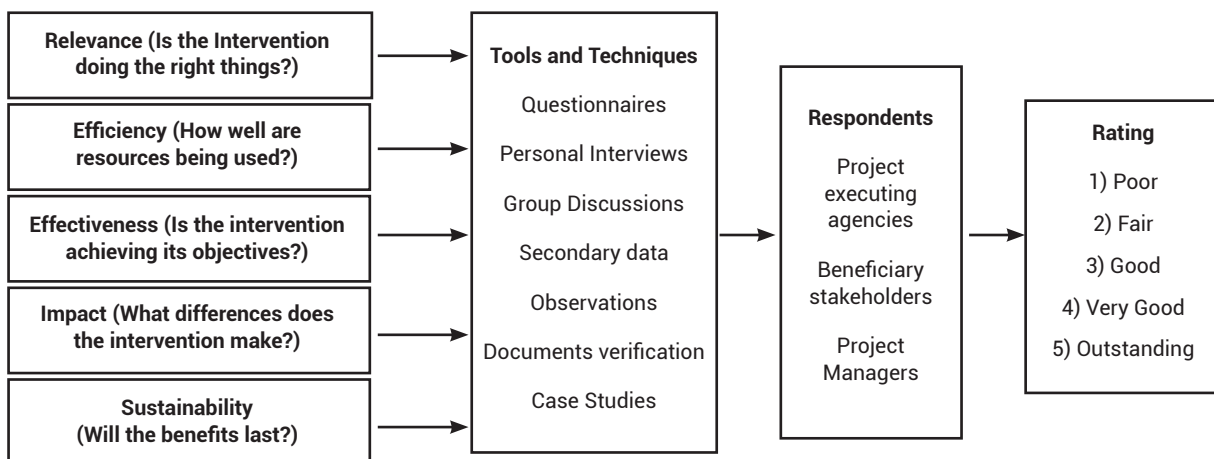 Relevance (Is the Intervention
doing the right things?)
Efficiency (How well are
resources being used?)
Effectiveness (Is the intervention
achieving its objectives?)
Impact (What differences does
the intervention make?)
Sustainability
(Will the benefits last?)
Tools and Techniques
Questionnaires
Personal Interviews
Group Discussions
Secondary data
Observations
Documents verification
Case Studies
Respondents
Project
executing
agencies
Beneficiary
stakeholders
Project
Managers
Rating
1) Poor
2) Fair
3) Good
4) Very Good
5) Outstanding